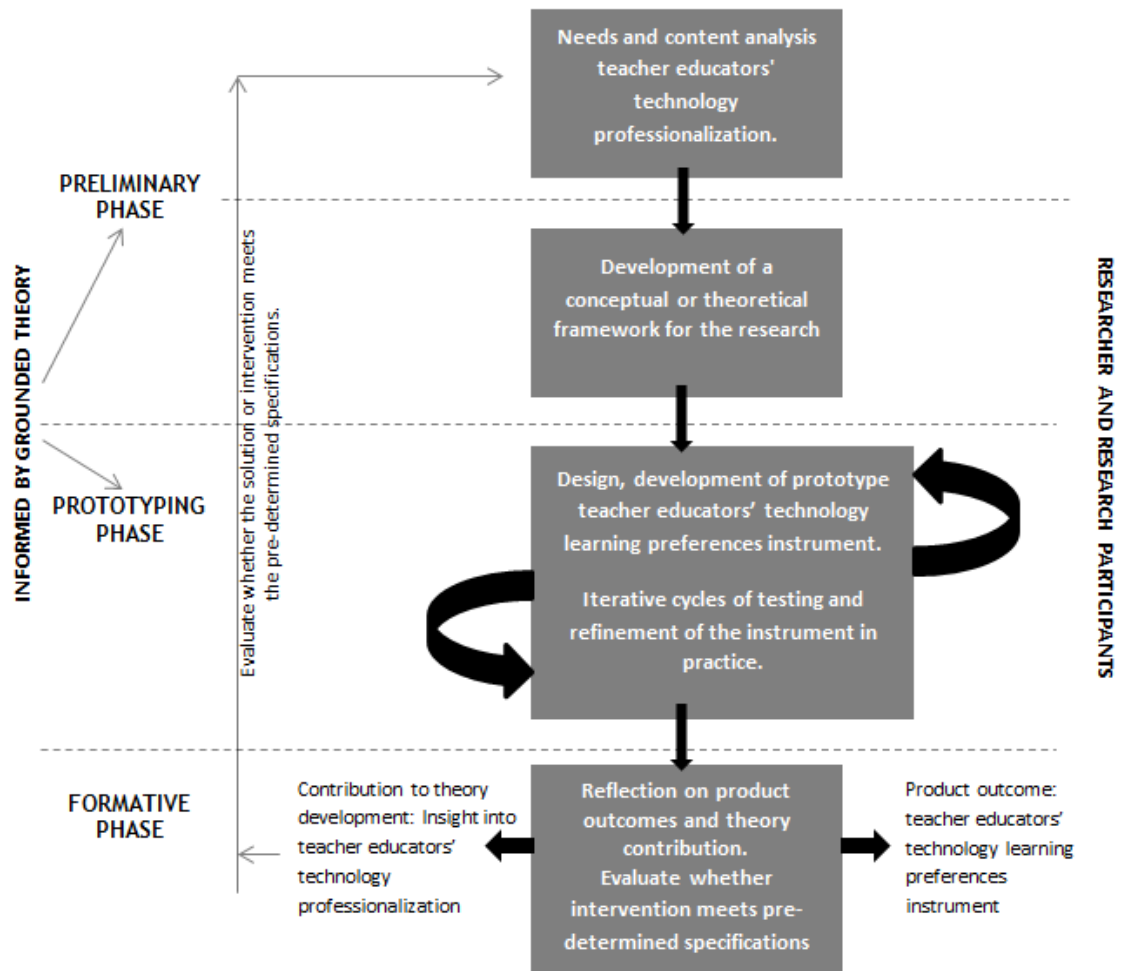 Needs and content analysis
teacher educators'
technology
professionalization.
PRELIMINARY
PHASE
INFORMED BY GROUNDED THEORY
Evaluate whether the solution or intervention meets
the pre-determined specifications.
Development of a
conceptual or theoretical
framework for the research
RESEARCHER AND RESEARCH PARTICIPANTS
PROTOTYPING
PHASE
Design, development of prototype
teacher educators’ technology
learning preferences instrument.
Iterative cycles of testing and
refinement of the instrument in
practice.
FORMATIVE
PHASE
Contribution to theory
development: Insight into
teacher educators’
technology
professionalization
Reflection on product
outcomes and theory
contribution.
Evaluate whether
intervention meets pre-
determined specifications
Product outcome:
teacher educators’
technology learning
preferences
instrument